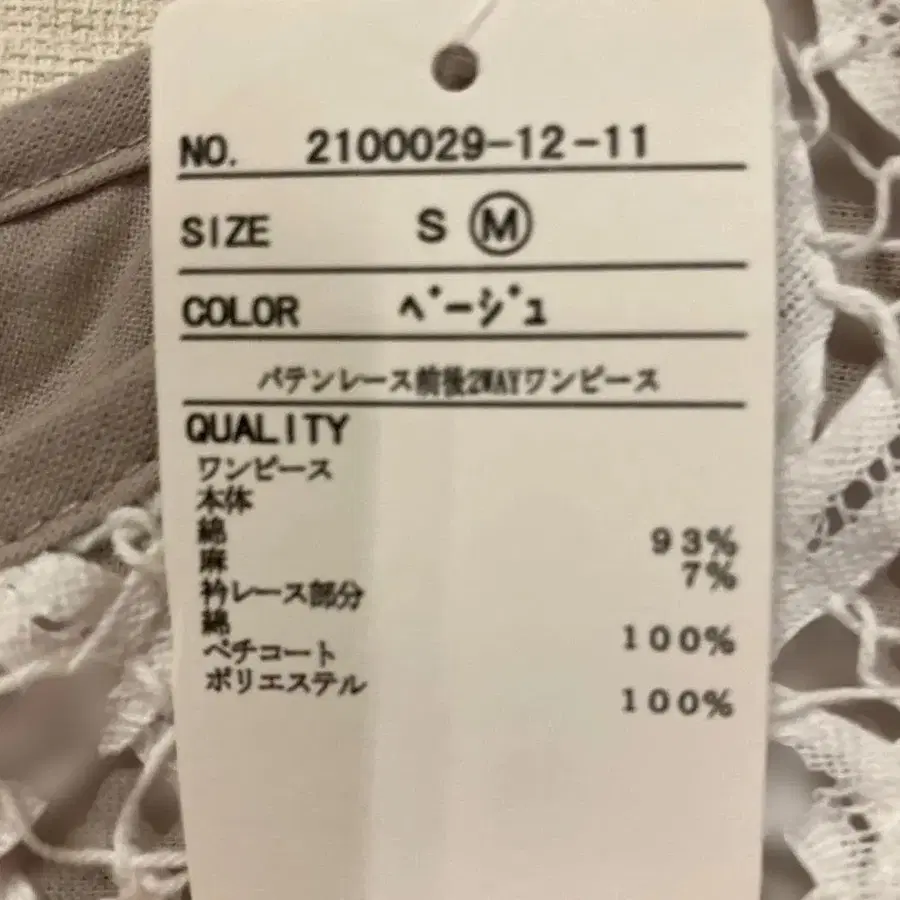 NO. 2100029-12-11
SIZE S Ⓜ
COLOR ベージュ
バテンレース前後2WAYワンピース
QUALITY
ワンピース
本体
綿 93%
麻 7%
衿レース部分
綿 100%
ペチコート
ポリエステル 100%